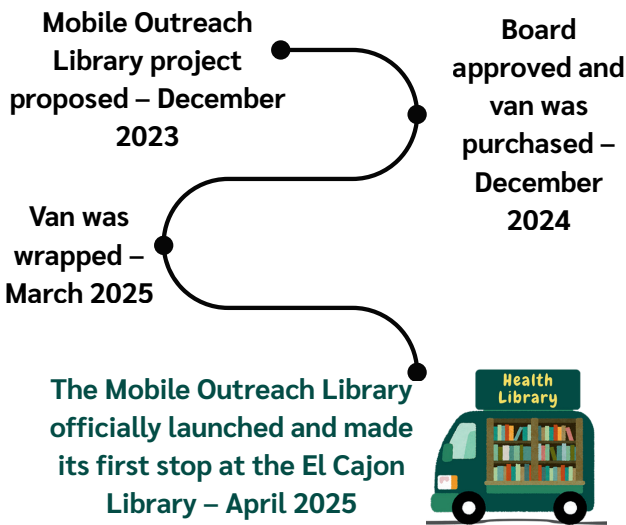 Mobile Outreach
Library project
proposed – December
2023
Board
approved and
van was
purchased –
December
2024
Van was
wrapped –
March 2025
The Mobile Outreach Library
officially launched and made
its first stop at the El Cajon
Library – April 2025
Health
Library